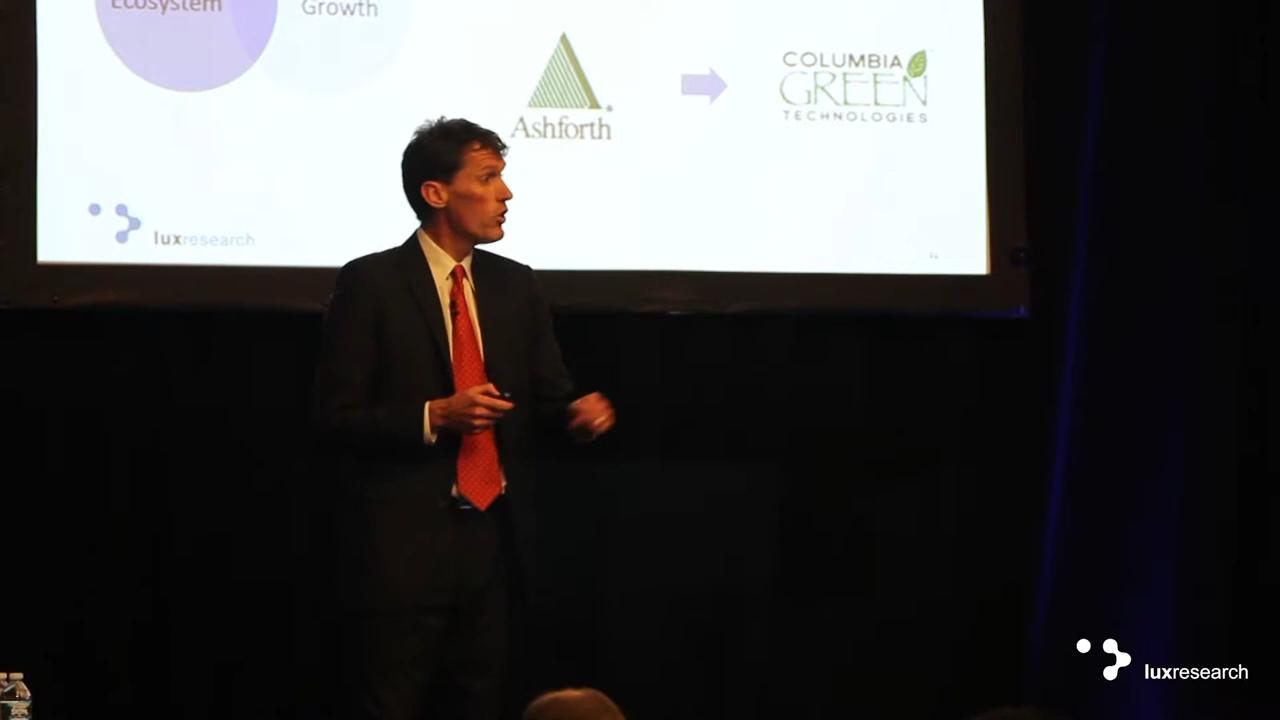 Ecosystem
Growth
Ashforth
COLUMBIA
GREEN
TECHNOLOGIES
luxresearch
luxresearch